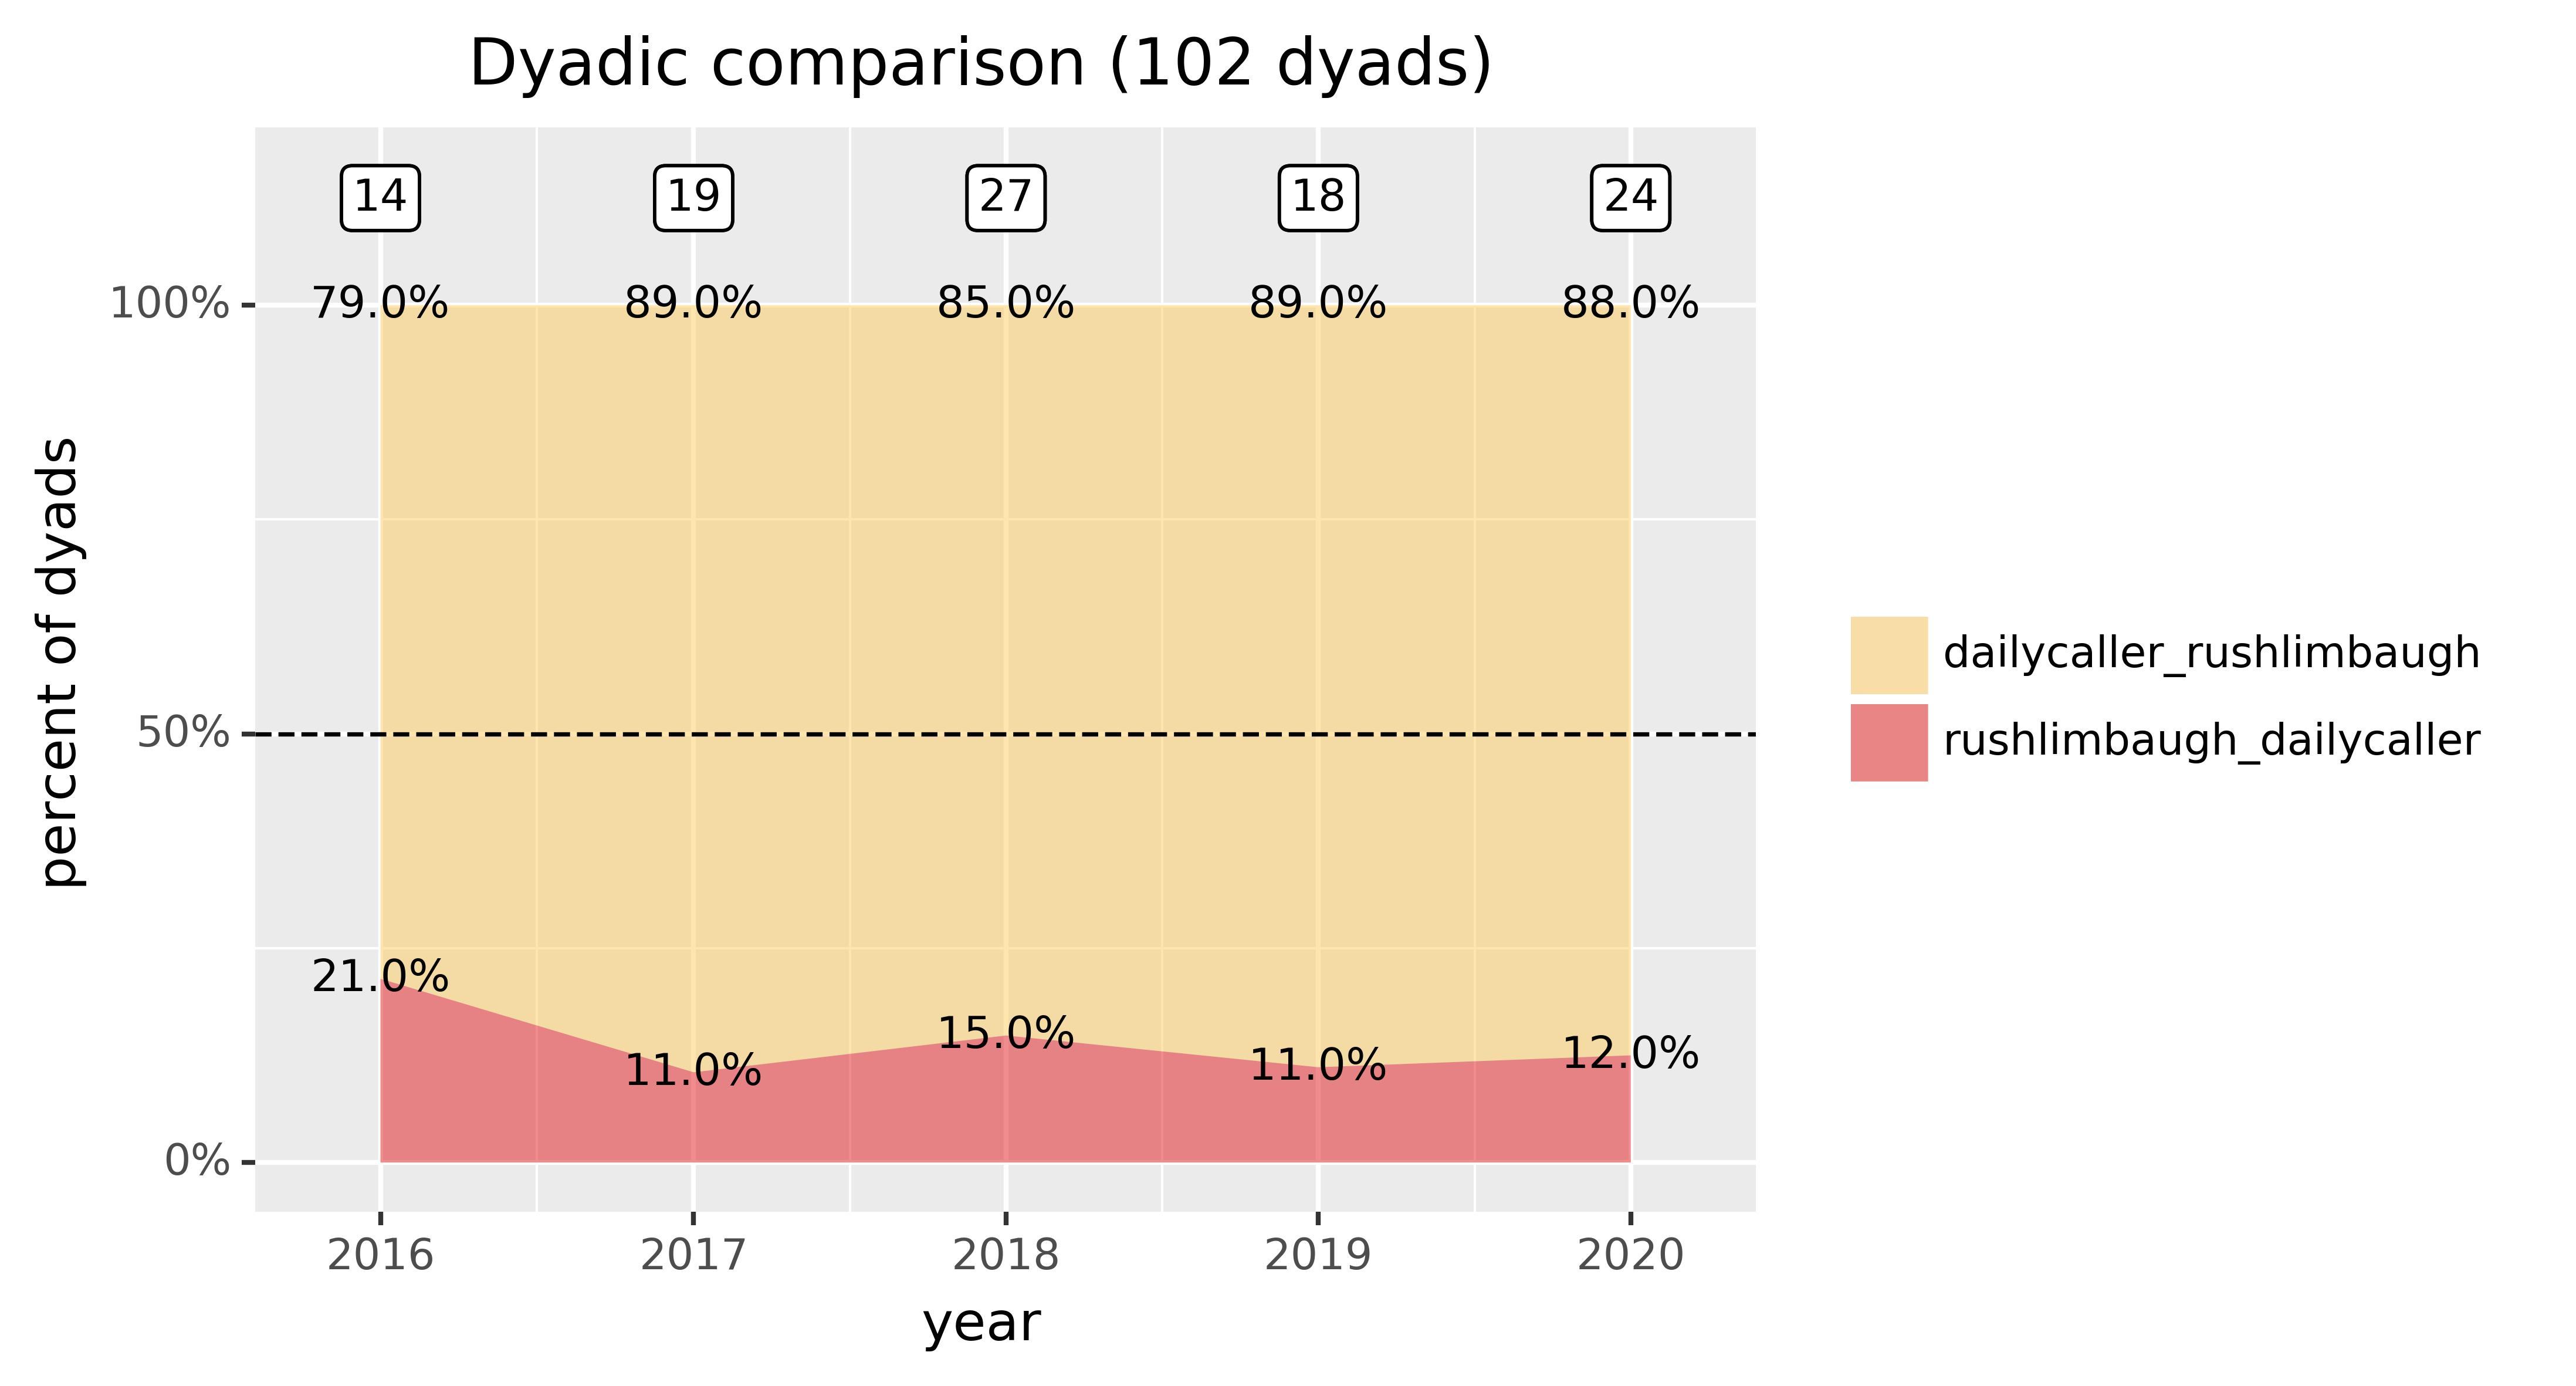 Dyadic comparison (102 dyads)
14 19 27 18 24
100%
79.0% 89.0% 85.0% 89.0% 88.0%
percent of dyads
50%
21.0% 11.0% 15.0% 11.0% 12.0%
0%
2016 2017 2018 2019 2020
year
dailycaller_rushlimbaugh
rushlimbaugh_dailycaller